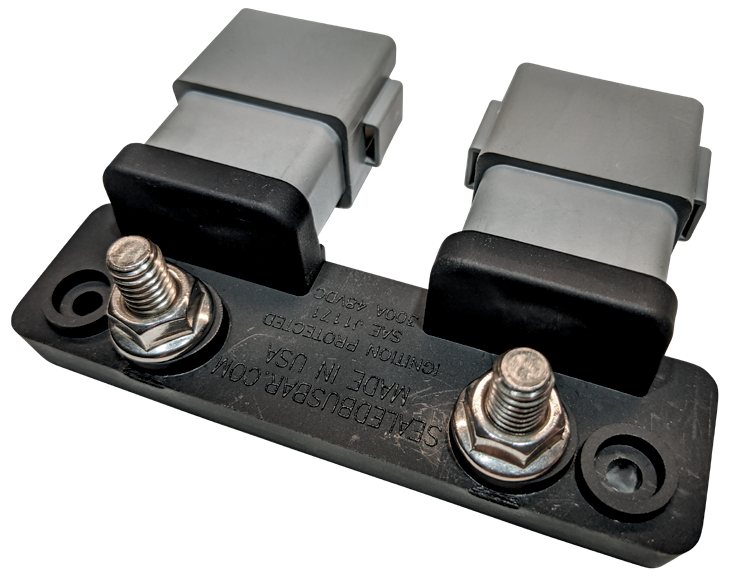 SEALEDBUSBAR.COM
MADE IN USA
IGNITION PROTECTED
SAE J1171
300A 48VDC